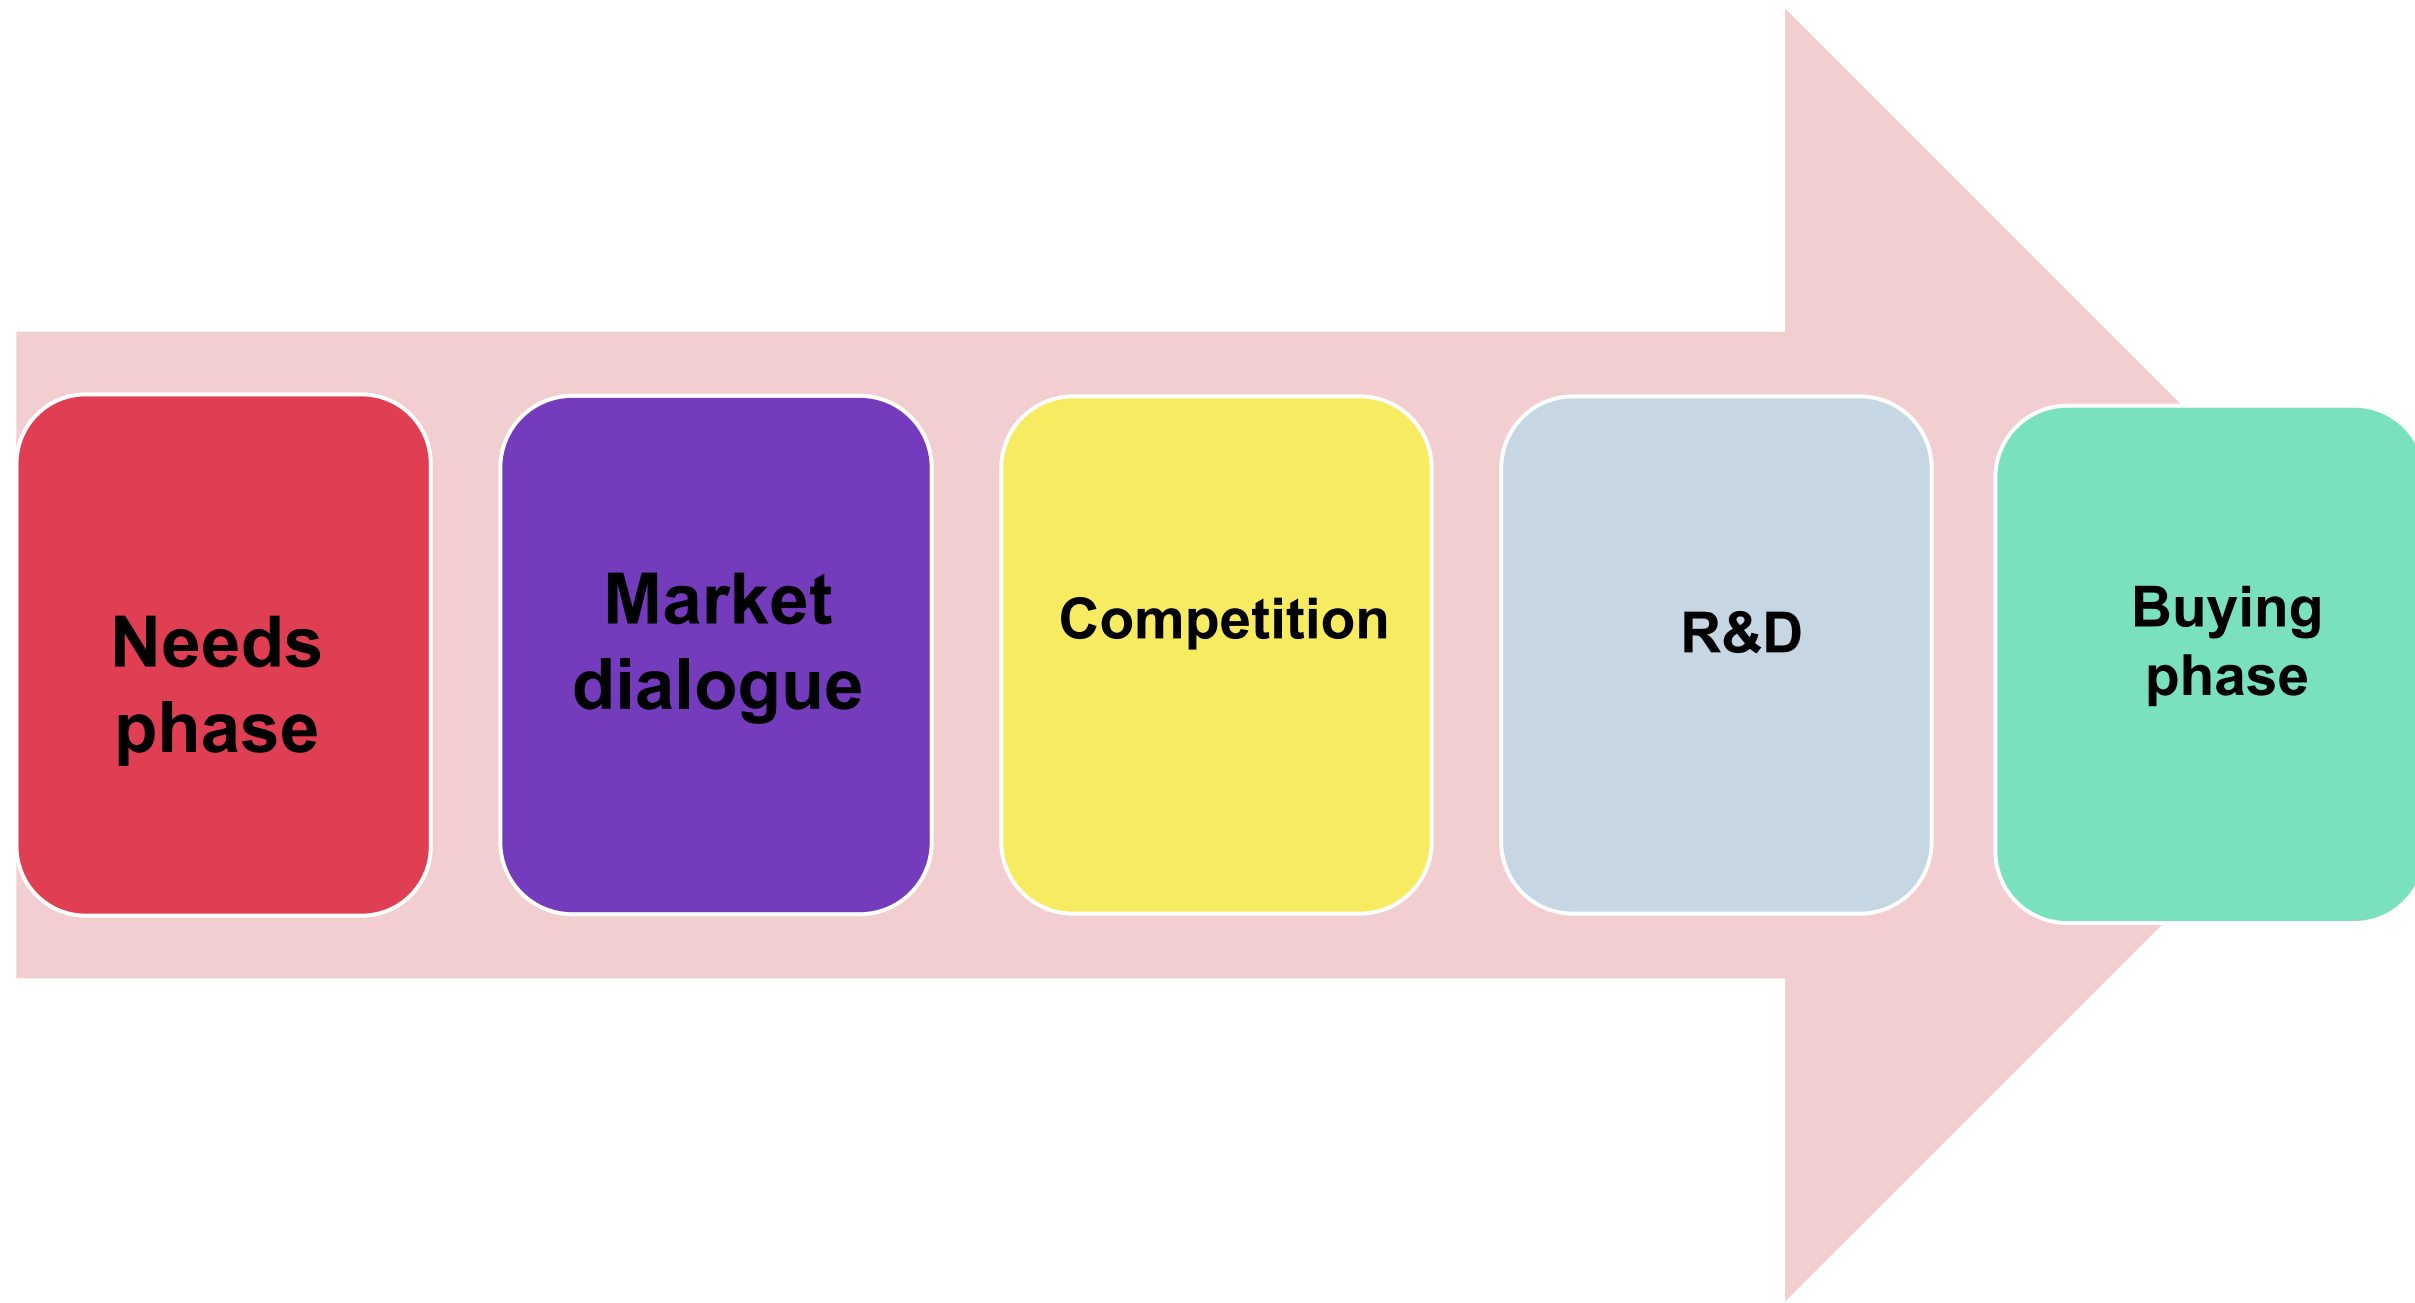 Needs
phase
Market
dialogue
Competition
R&D
Buying
phase